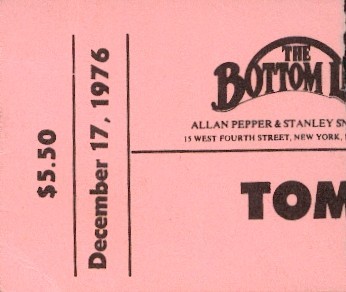 $5.50
December 17, 1976
THE
BOTTOM L
ALLAN PEPPER & STANLEY SN
15 WEST FOURTH STREET, NEW YORK,
TOM